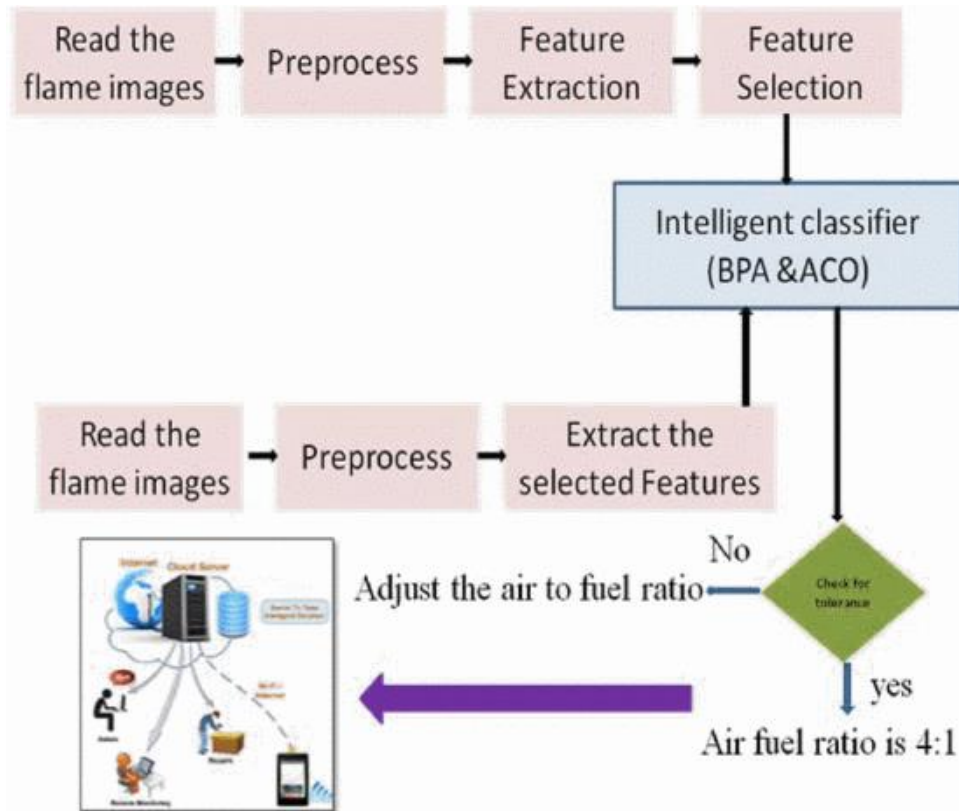 Read the
flame images
Preprocess
Feature
Extraction
Feature
Selection
Intelligent classifier
(BPA &ACO)
Read the
flame images
Preprocess
Extract the
selected Features
No
Adjust the air to fuel ratio
Check for
tolerance
yes
Air fuel ratio is 4:1
Internet
Cloud Server
Remote Monitoring